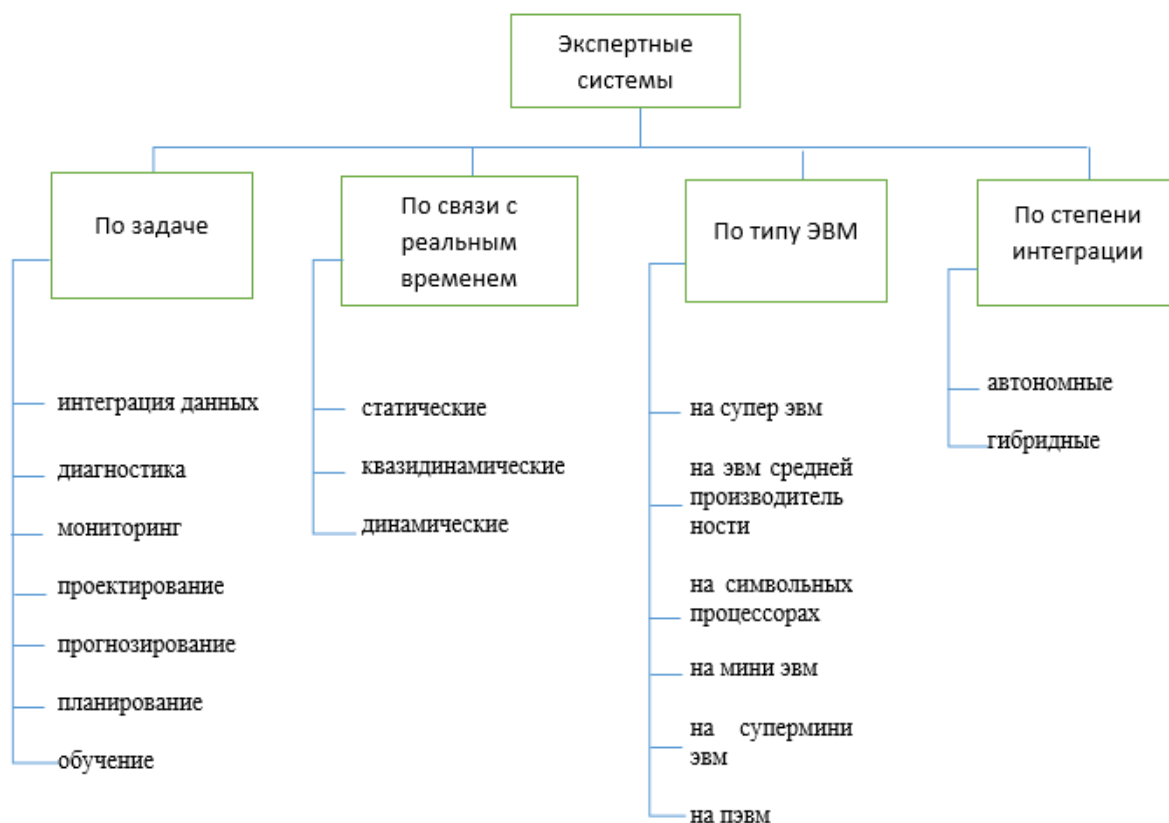 Экспертные
системы
По задаче
По связи с
реальным
временем
По типу ЭВМ
По степени
интеграции
интеграция данных
диагностика
мониторинг
проектирование
прогнозирование
планирование
обучение
статические
квазидинамические
динамические
на супер эвм
на эвм средней
производитель
ности
на символьных
процессорах
на мини эвм
на супермини
эвм
на пэвм
автономные
гибридные